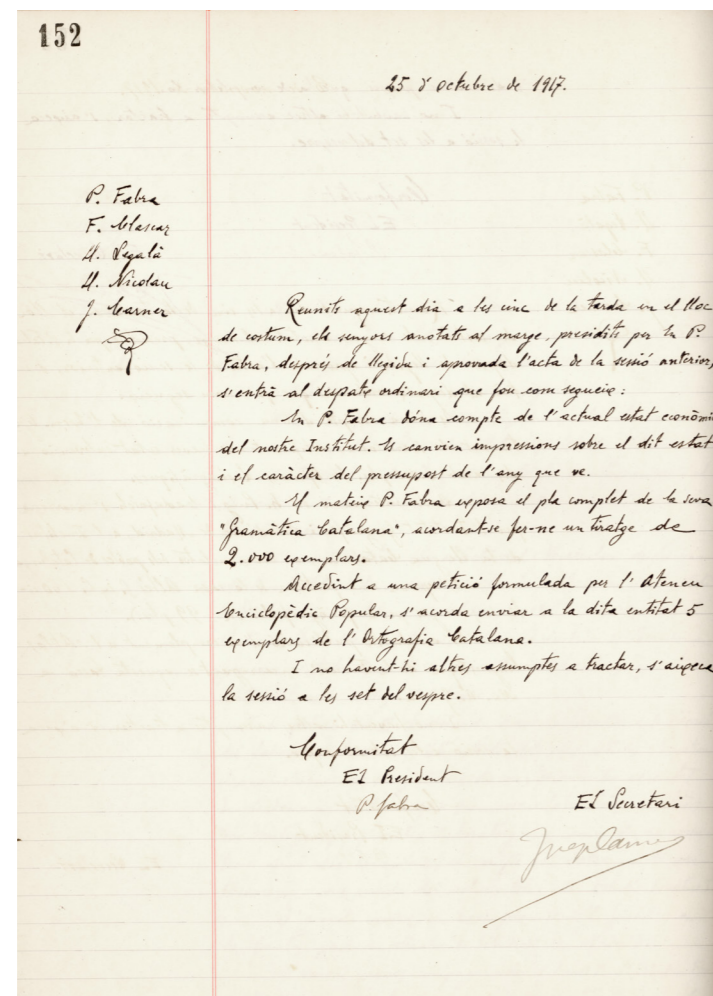 152
25 d'octubre de 1917.
P. Fabra
F. Clascar
M. Segalà
Ll. Nicolau
J. Carner
Reunits aquest dia a les cinc de la tarda en el lloc
de costum, els senyors anotats al marge, presidits per En P.
Fabra, després de llegida i aprovada l'acta de la sessió anterior,
s'entrà al despatx ordinari que fou com segueix:
En P. Fabra dóna compte de l'actual estat econòmic
del nostre Institut. Es canvien impressions sobre el dit estat
i el caràcter del pressupost de l'any que ve.
El mateix P. Fabra exposa el pla complet de la seva
"Gramàtica Catalana", acordant-se fer-ne un tiratge de
2.000 exemplars.
Accedint a una petició formulada per l'Ateneu
Enciclopèdic Popular, s'acorda enviar a la dita entitat 5
exemplars de l'Ortografia Catalana.
I no havent-hi altres assumptes a tractar, s'aixeca
la sessió a les set del vespre.
Conformitat
El President
P. Fabra
El Secretari